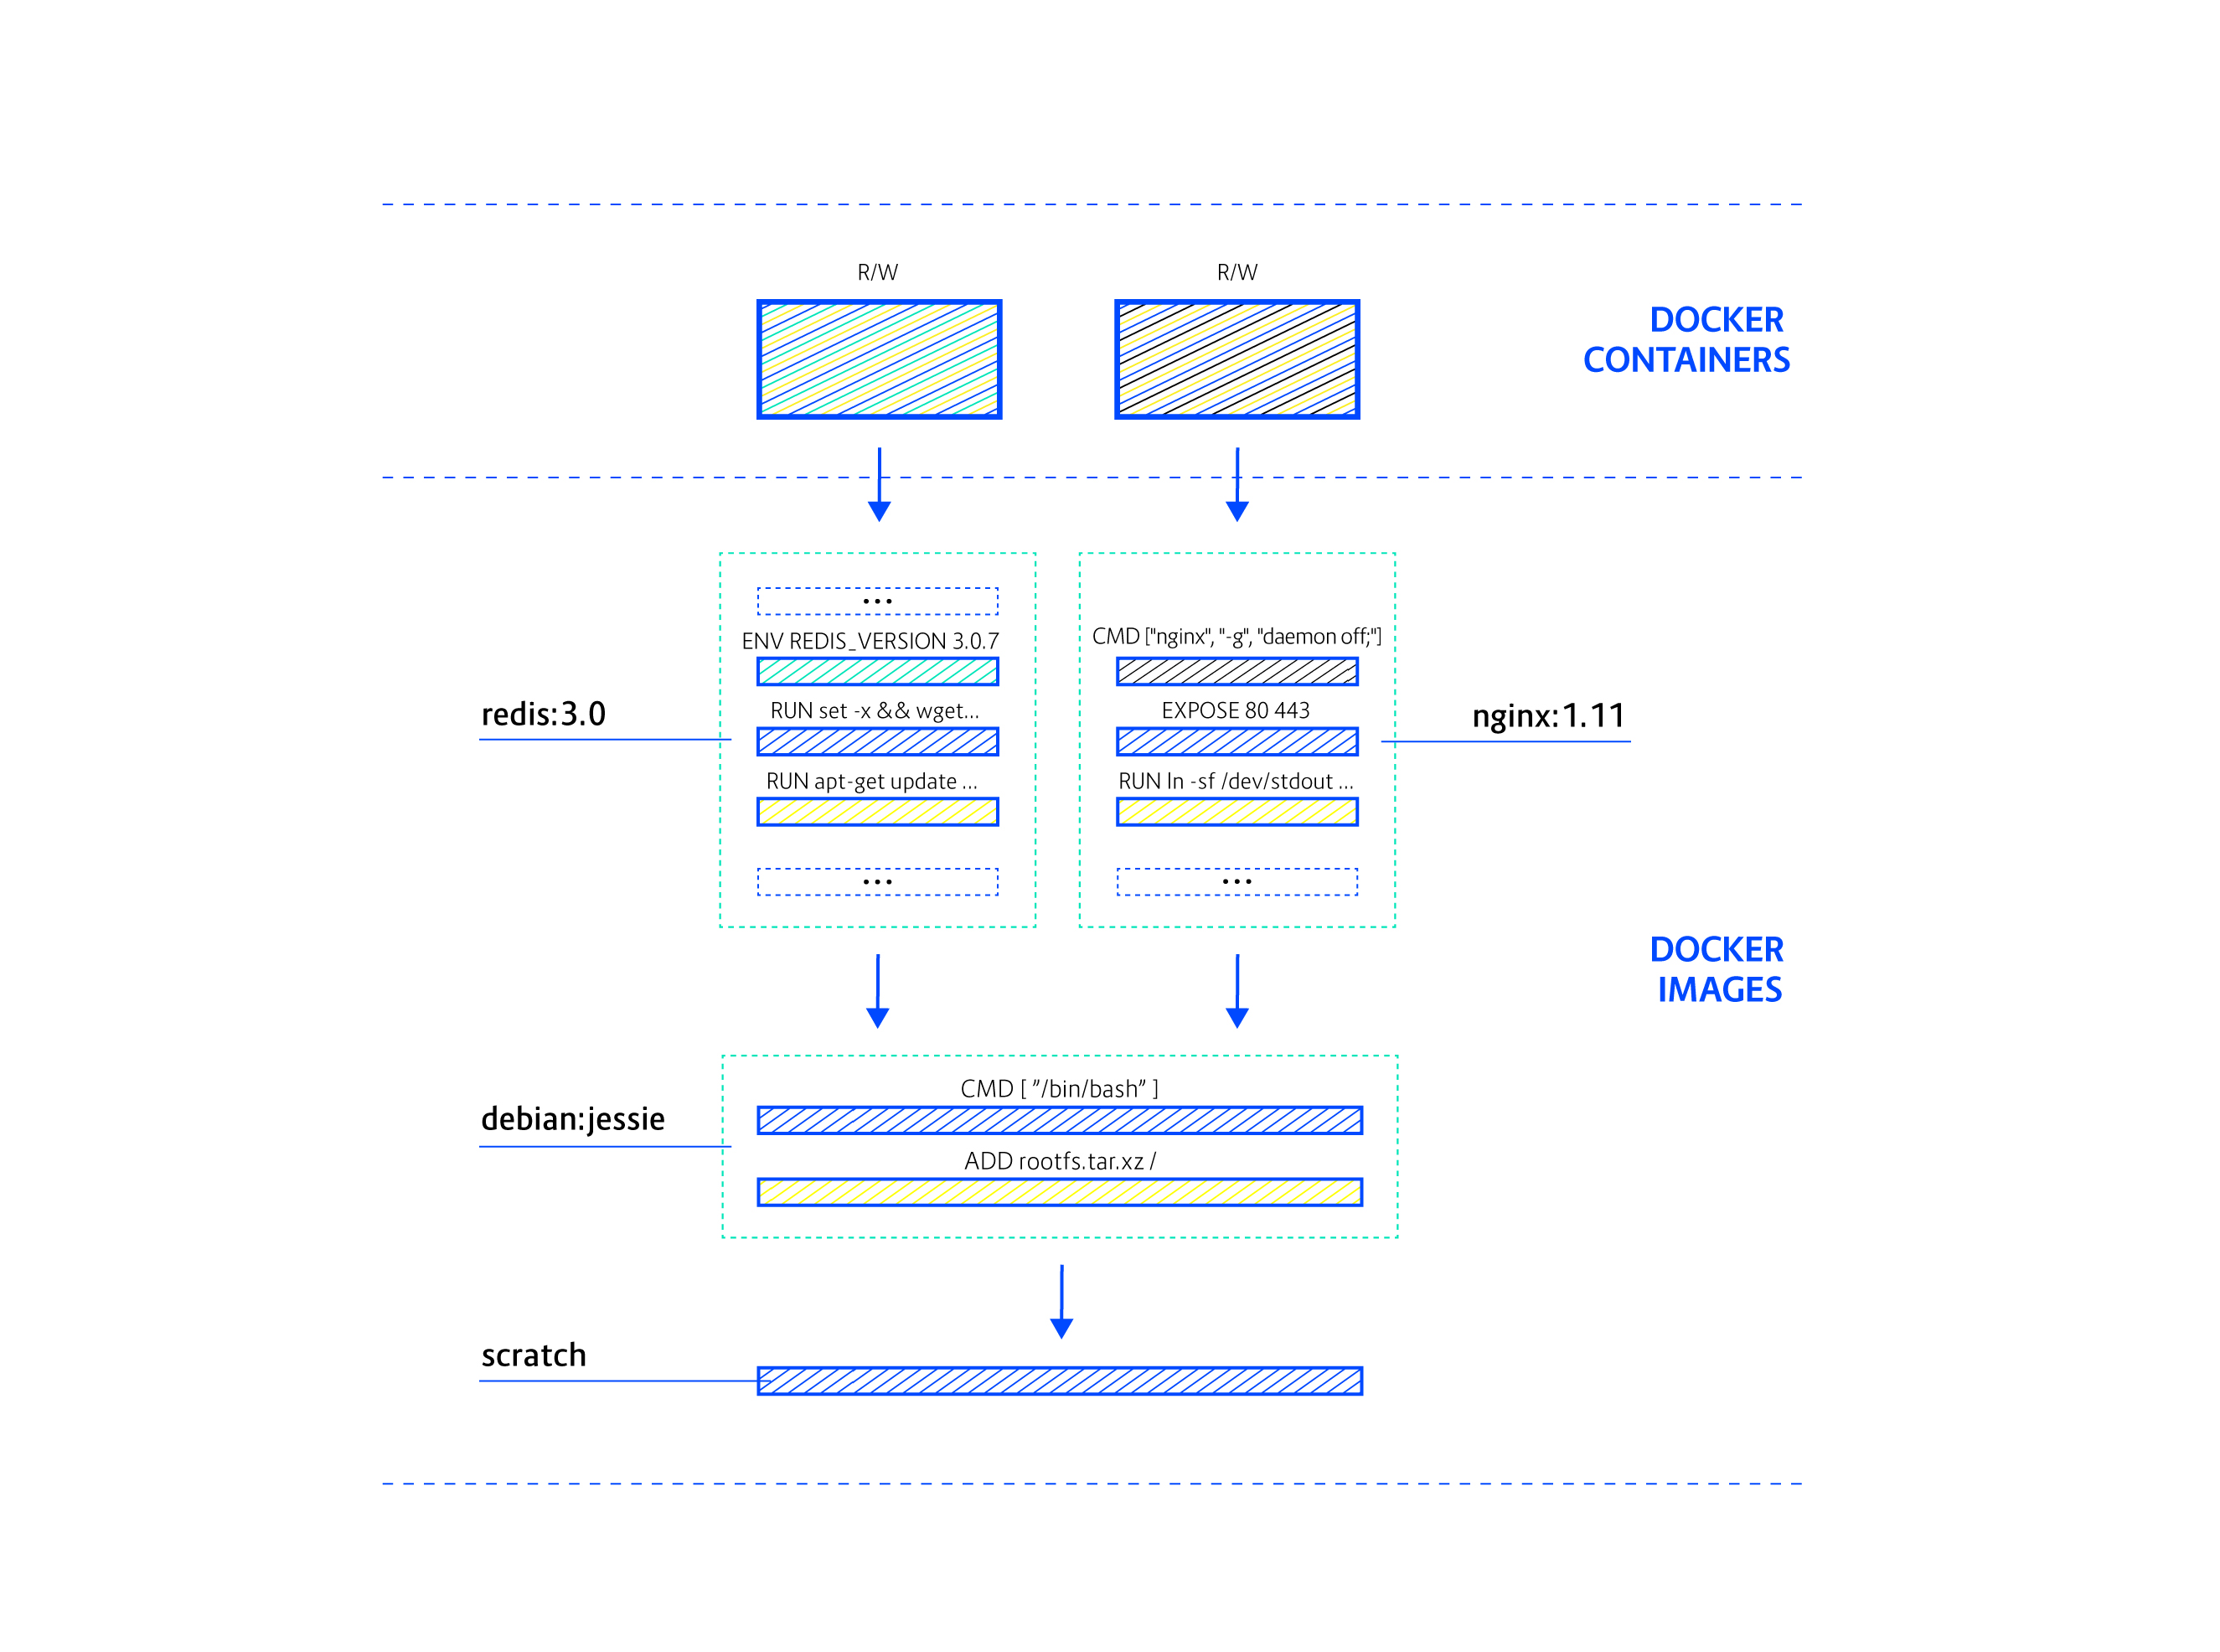 R/W
R/W
DOCKER
CONTAINERS
...
ENV REDIS_VERSION 3.0.7
RUN set -x && wget...
RUN apt-get update ...
...
redis:3.0
CMD ["nginx", "-g", "daemon off;"]
EXPOSE 80 443
RUN ln -sf /dev/stdout ...
...
nginx:1.11
DOCKER
IMAGES
debian:jessie
CMD [ ”/bin/bash” ]
ADD rootfs.tar.xz /
scratch